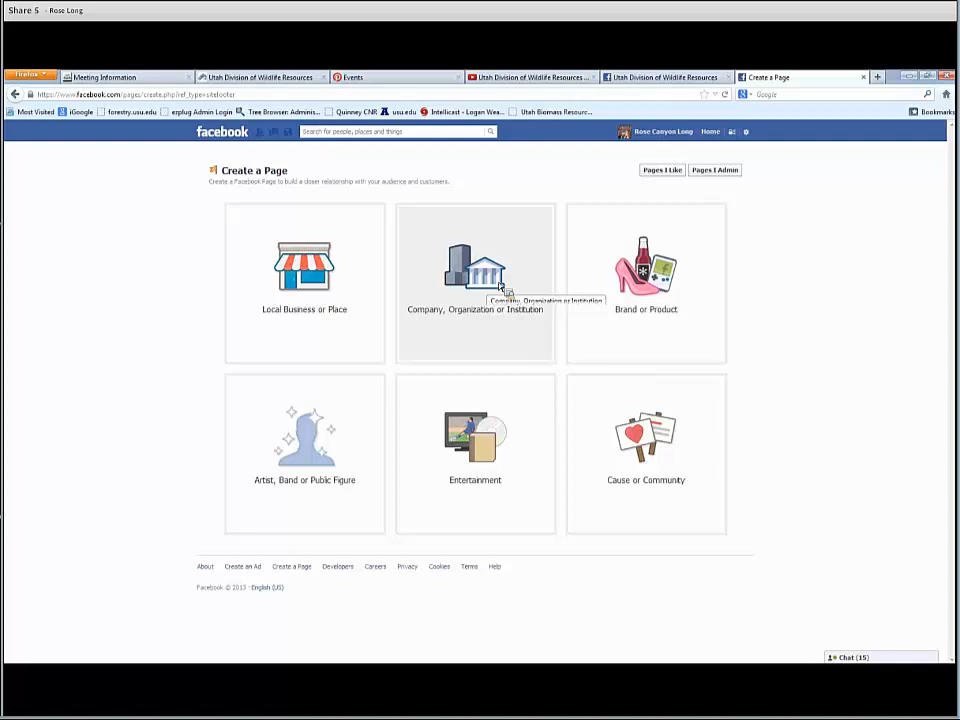 Share 5 - Rose Long
Firefox
Meeting Information
Utah Division of Wildlife Resources
Events
Utah Division of Wildlife Resources ...
Utah Division of Wildlife Resources
Create a Page
https://www.facebook.com/pages/create.php?ref_type=sitefooter
Google
Most Visited iGoogle forestry.usu.edu ezplug Admin Login Tree Browser: Adminis... Quinney CNR usu.edu Intellicast - Logan Wea... Utah Biomass Resourc... Bookmarks
facebook
Search for people, places and things
Rose Canyon Long Home
Create a Page
Create a Facebook Page to build a closer relationship with your audience and customers.
Pages I Like Pages I Admin
Local Business or Place
Company, Organization or Institution
Company, Organization or Institution
Brand or Product
Artist, Band or Public Figure
Entertainment
Cause or Community
About Create an Ad Create a Page Developers Careers Privacy Cookies Terms Help
Facebook © 2013 · English (US)
Chat (15)